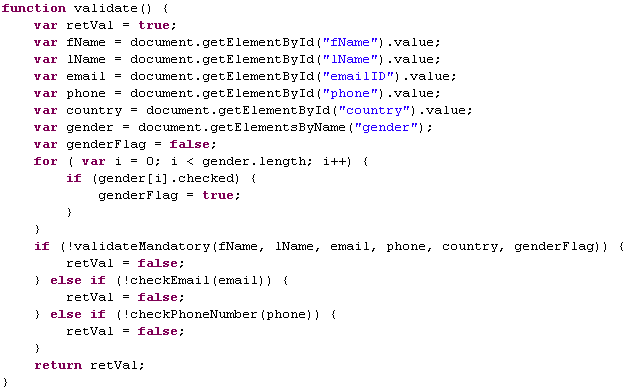 function validate() {
    var retVal = true;
    var fName = document.getElementById("fName").value;
    var lName = document.getElementById("lName").value;
    var email = document.getElementById("emailID").value;
    var phone = document.getElementById("phone").value;
    var country = document.getElementById("country").value;
    var gender = document.getElementsByName("gender");
    var genderFlag = false;
    for ( var i = 0; i < gender.length; i++) {
        if (gender[i].checked) {
            genderFlag = true;
        }
    }
    if (!validateMandatory(fName, lName, email, phone, country, genderFlag)) {
        retVal = false;
    } else if (!checkEmail(email)) {
        retVal = false;
    } else if (!checkPhoneNumber(phone)) {
        retVal = false;
    }
    return retVal;
}